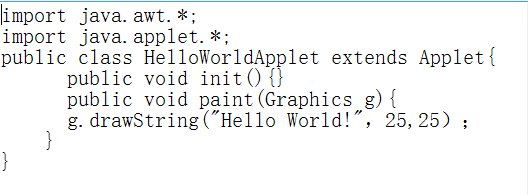 import java.awt.*;
import java.applet.*;
public class HelloWorldApplet extends Applet{
      public void init(){}
      public void paint(Graphics g){
      g.drawString("Hello World!", 25,25) ;
    }
}